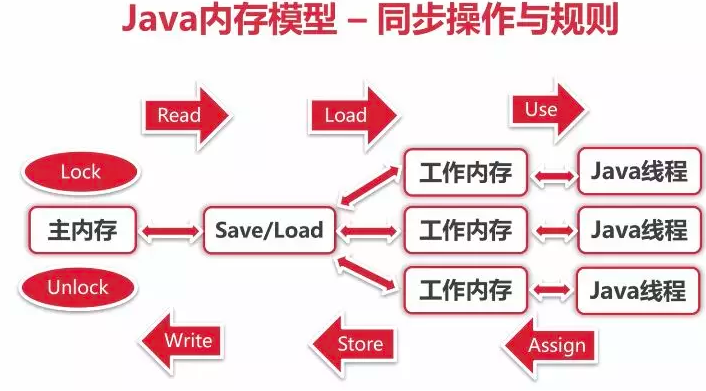 Java内存模型 – 同步操作与规则
Read
Load
Use
Lock
工作内存
Java线程
主内存
Save/Load
工作内存
Java线程
Unlock
工作内存
Java线程
Write
Store
Assign